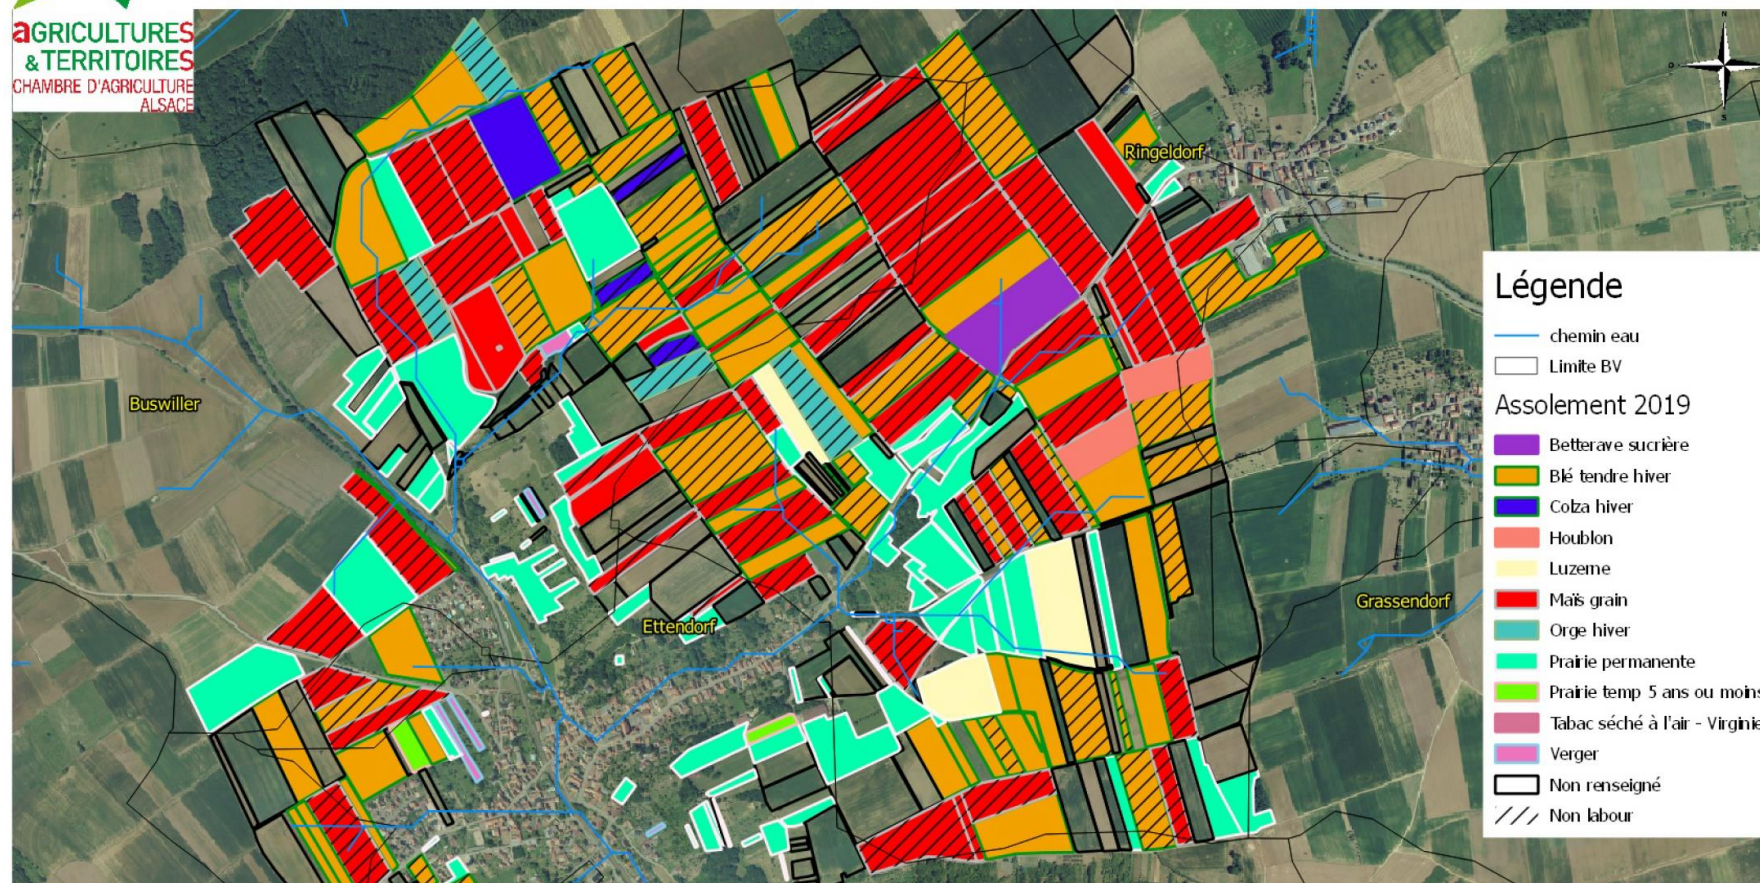 aGRICULTURES
& TERRITOIRES
CHAMBRE D'AGRICULTURE
ALSACE
N
O
S
Ringeldorf
Buswiller
Grassendorf
Ettendorf
Légende
chemin eau
Limite BV
Assolement 2019
Betterave sucrière
Blé tendre hiver
Colza hiver
Houblon
Luzerne
Maïs grain
Orge hiver
Prairie permanente
Prairie temp 5 ans ou moins
Tabac séché à l'air - Virginie
Verger
Non renseigné
Non labour